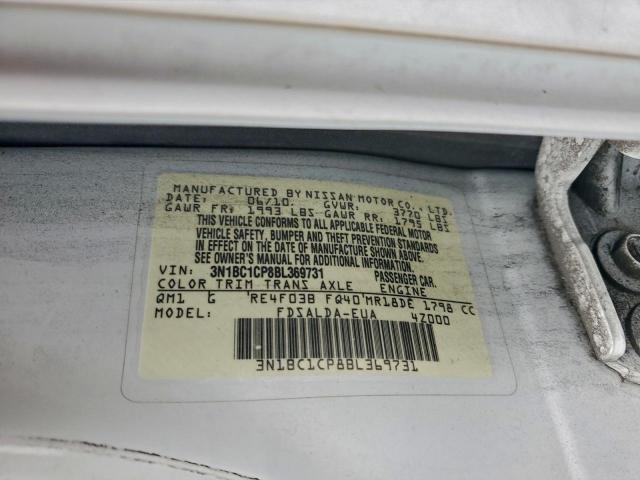 MANUFACTURED BY NISSAN MOTOR CO., LTD.
DATE: 06/10. GVWR: 3770 LBS
GAWR FR: 1993 LBS GAWR RR: 1795 LBS
THIS VEHICLE CONFORMS TO ALL APPLICABLE FEDERAL MOTOR
VEHICLE SAFETY, BUMPER AND THEFT PREVENTION STANDARDS
IN EFFECT ON THE DATE OF MANUFACTURE SHOWN ABOVE.
SEE OWNER'S MANUAL FOR ADDITIONAL INFORMATION.
VIN: 3N1BC1CP8BL369731 PASSENGER CAR.
COLOR TRIM TRANS AXLE ENGINE
QM1 G RE4F03B FQ40 MR18DE 1798 CC
MODEL: FDSALDA-EUA 4Z000
3N1BC1CP8BL369731